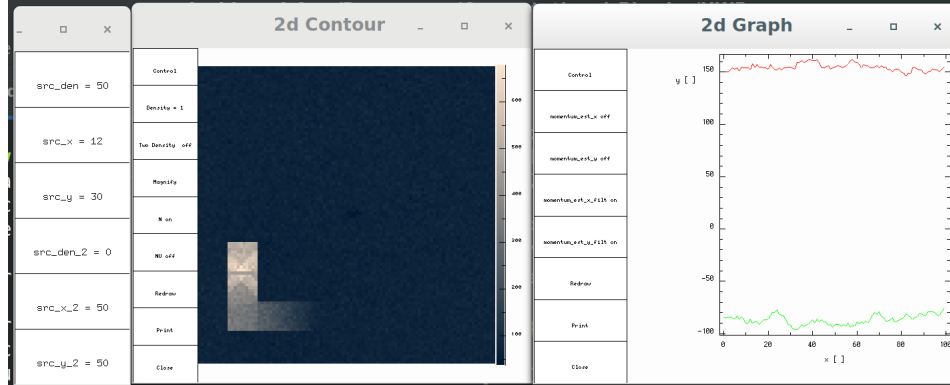 src_den = 50
src_x = 12
src_y = 30
src_den_2 = 0
src_x_2 = 50
src_y_2 = 50
2d Contour
Control
Density = 1
Two Density off
Magnify
N on
NU off
Redraw
Print
Close
600
500
400
300
200
100
2d Graph
Control
momentum_est_x off
momentum_est_y off
momentum_est_x_filt on
momentum_est_y_filt on
Redraw
Print
Close
y [ ]
150
100
50
0
-50
-100
0 20 40 60 80 100
x [ ]